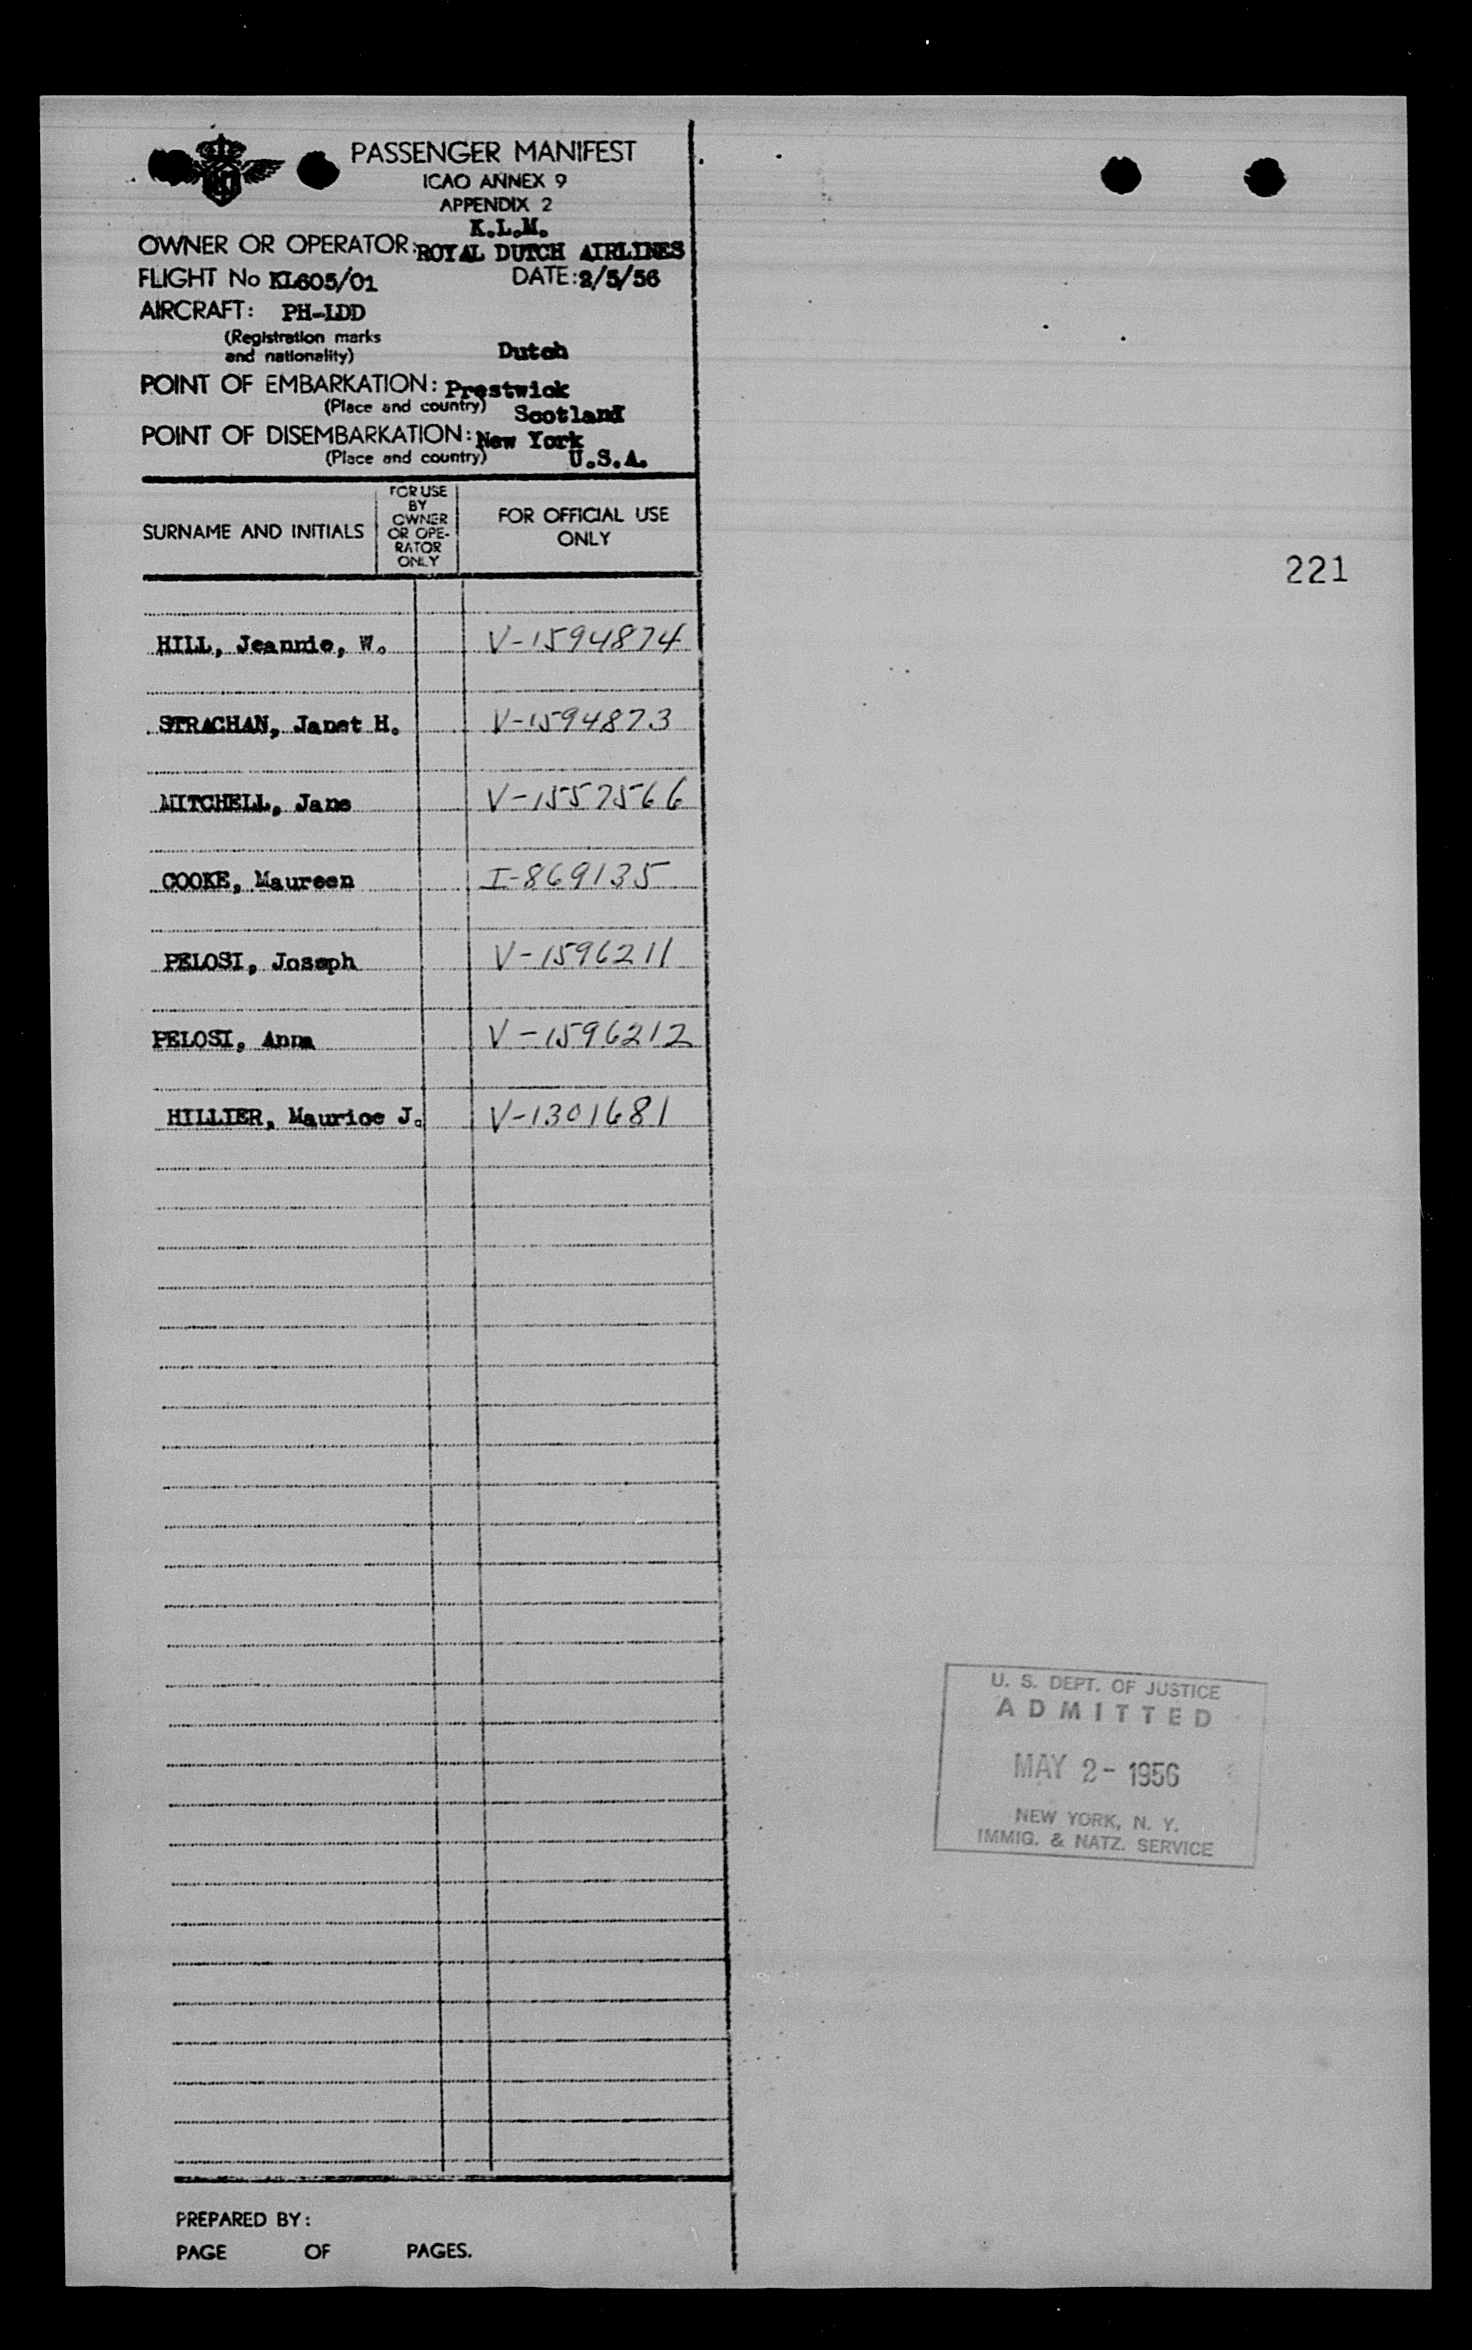 PASSENGER MANIFEST
ICAO ANNEX 9
APPENDIX 2
K.L.M.
OWNER OR OPERATOR: ROYAL DUTCH AIRLINES
FLIGHT No KL605/01 DATE: 2/5/56
AIRCRAFT: PH-LDD
(Registration marks
and nationality) Dutch
POINT OF EMBARKATION: Prestwick
(Place and country) Scotland
POINT OF DISEMBARKATION: New York
(Place and country) U.S.A.
SURNAME AND INITIALS
FOR USE
BY
OWNER
OR OPE-
RATOR
ONLY
FOR OFFICIAL USE
ONLY
221
HILL, Jeannie, W. V-1594874
STRACHAN, Janet H. V-1594873
MITCHELL, Jane V-1557566
COOKE, Maureen I-869135
PELOSI, Joseph V-1596211
PELOSI, Anna V-1596212
HILLIER, Maurice J. V-1301681
U. S. DEPT. OF JUSTICE
ADMITTED
MAY 2- 1956
NEW YORK, N. Y.
IMMIG. & NATZ. SERVICE
PREPARED BY:
PAGE OF PAGES.